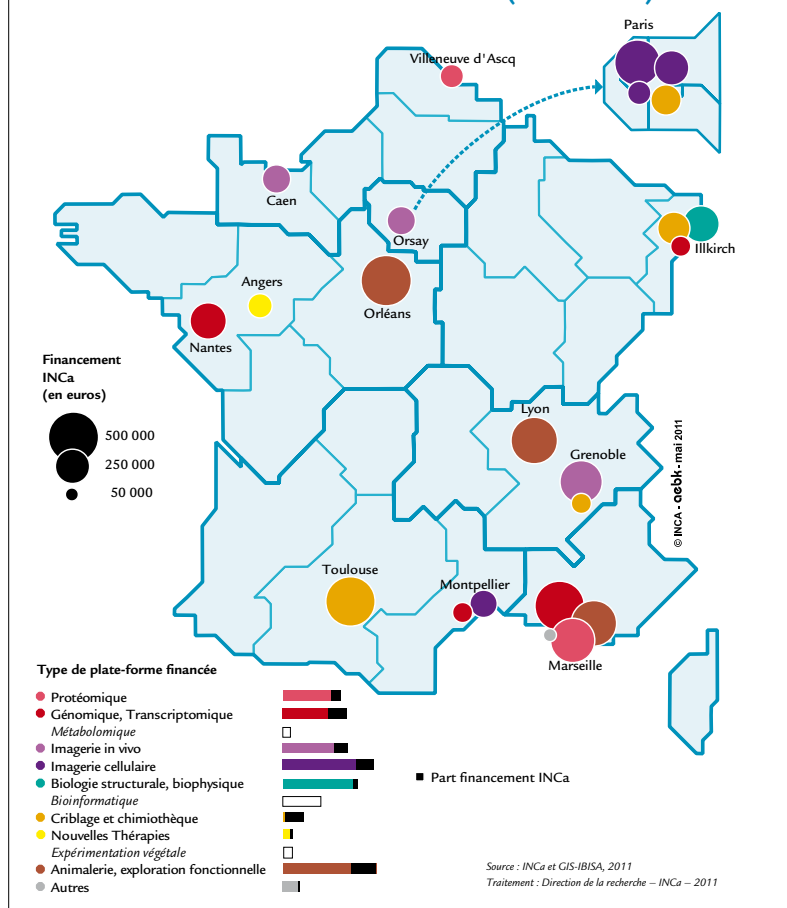 Paris
Villeneuve d'Ascq
Caen
Orsay
Illkirch
Angers
Orléans
Nantes
Financement
INCa
(en euros)
500 000
250 000
50 000
Lyon
Grenoble
© INCA - aebk - mai 2011
Toulouse
Montpellier
Marseille
Type de plate-forme financée
Protéomique
Génomique, Transcriptomique
Métabolomique
Imagerie in vivo
Imagerie cellulaire
Biologie structurale, biophysique
Part financement INCa
Bioinformatique
Criblage et chimiothèque
Nouvelles Thérapies
Expérimentation végétale
Animalerie, exploration fonctionnelle
Autres
Source : INCa et GIS-IBISA, 2011
Traitement : Direction de la recherche – INCa – 2011